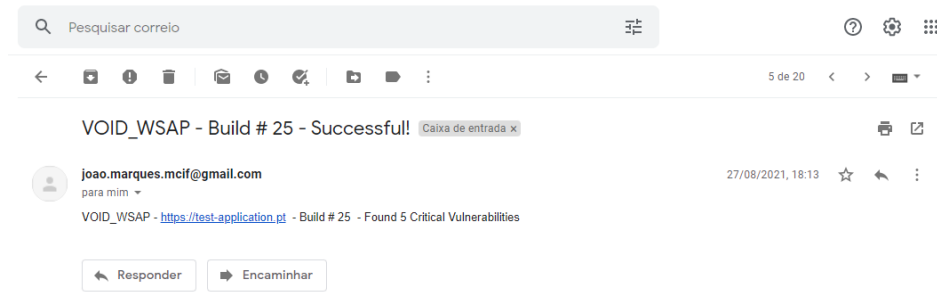 Pesquisar correio
5 de 20
VOID_WSAP - Build # 25 - Successful! Caixa de entrada x
joao.marques.mcif@gmail.com 27/08/2021, 18:13
para mim
VOID_WSAP - https://test-application.pt - Build # 25 - Found 5 Critical Vulnerabilities
Responder Encaminhar